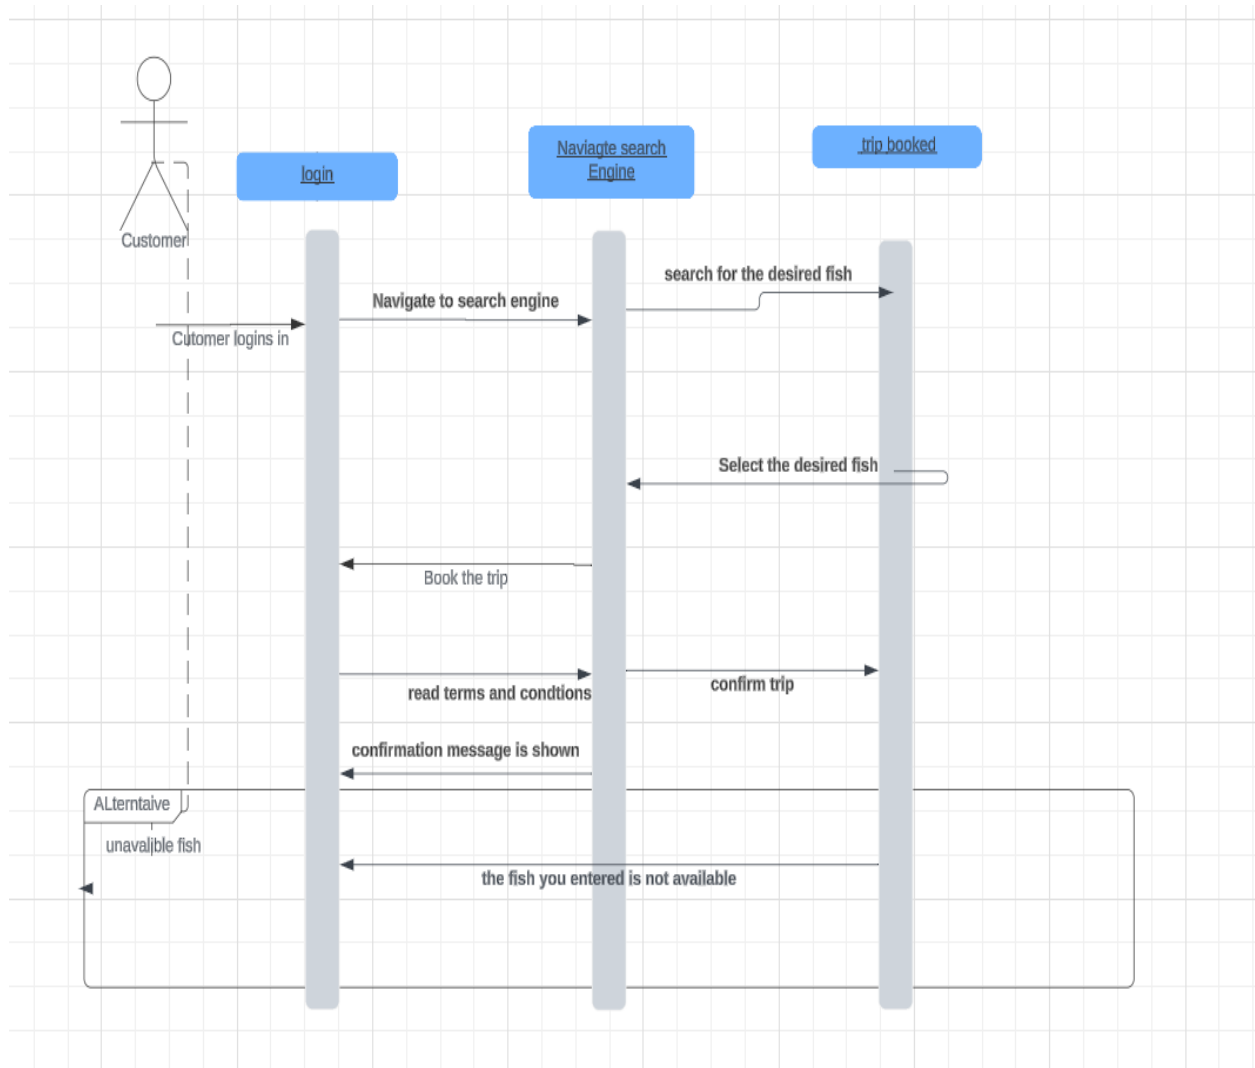 login
Naviagte search
Engine
trip booked
Customer
search for the desired fish
Navigate to search engine
Cutomer logins in
Select the desired fish
Book the trip
read terms and condtions
confirm trip
confirmation message is shown
ALterntaive
unavalible fish
the fish you entered is not available